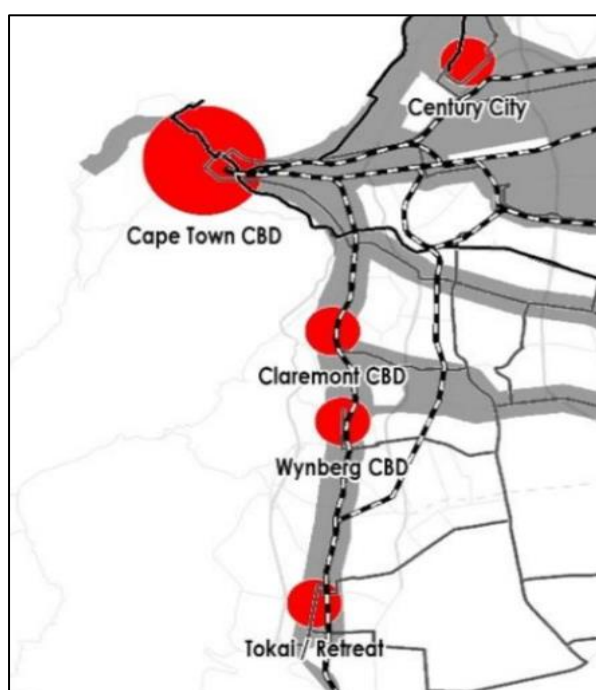 Century City
Cape Town CBD
Claremont CBD
Wynberg CBD
Tokai / Retreat